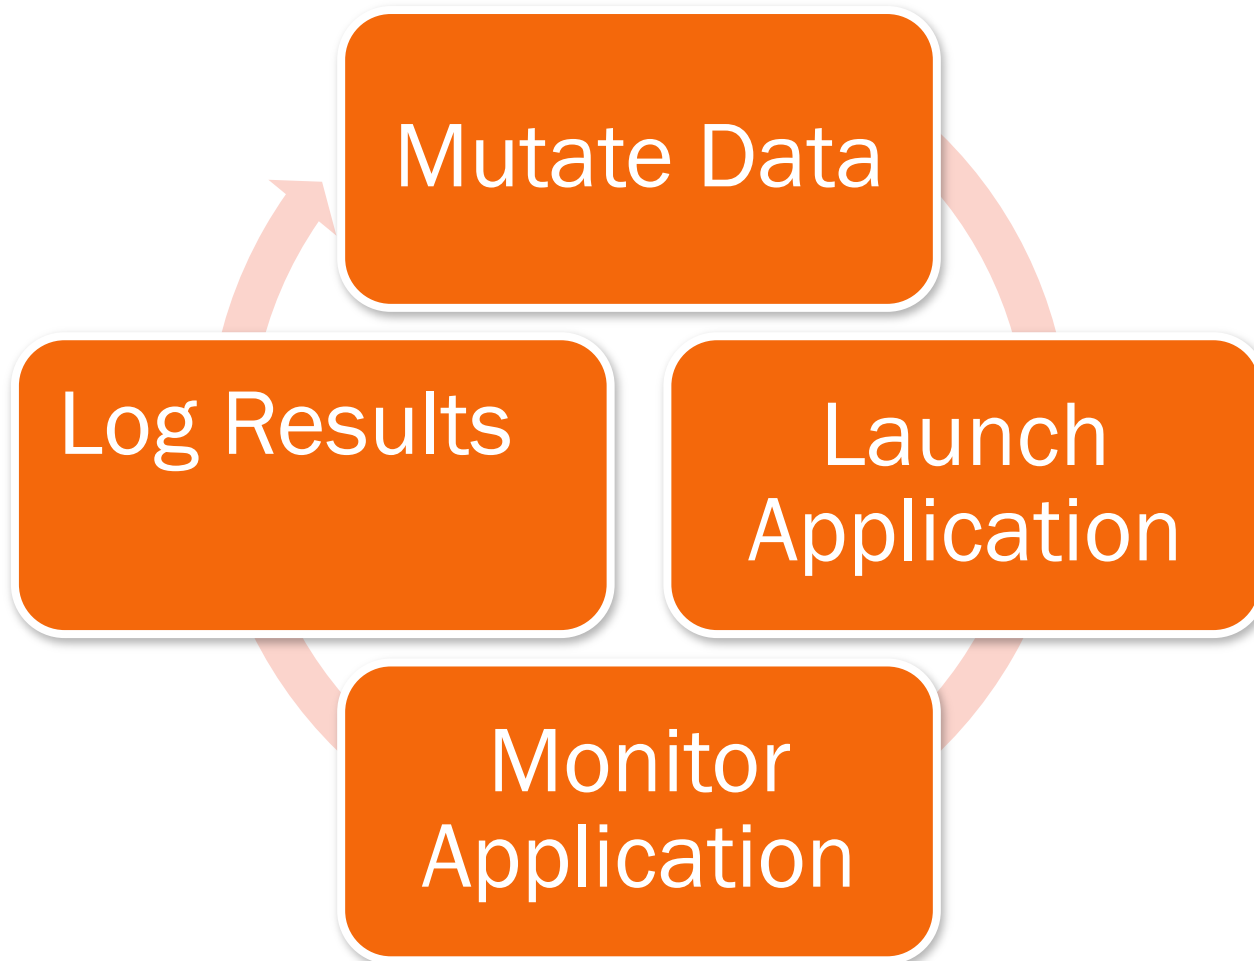 Mutate Data
Log Results
Launch
Application
Monitor
Application